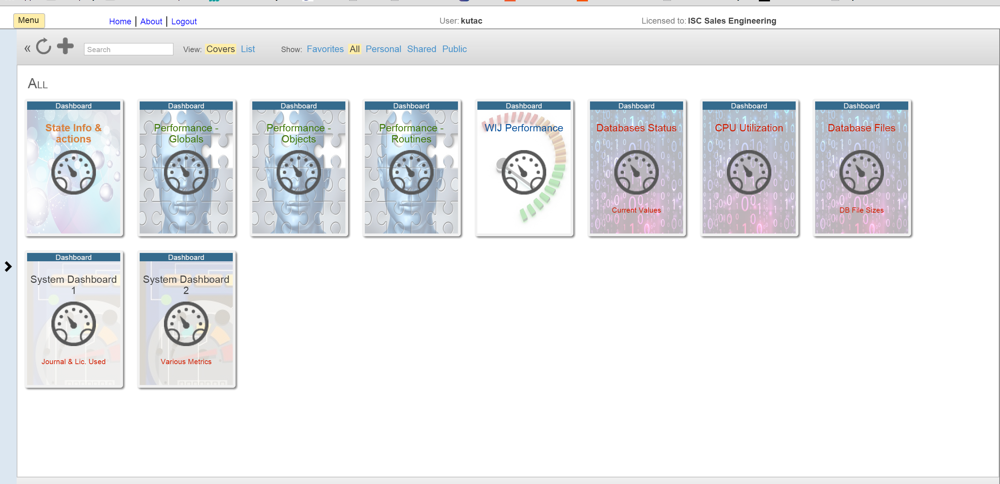 Menu
Home | About | Logout
User: kutac
Licensed to: ISC Sales Engineering
«
Search
View: Covers List
Show: Favorites All Personal Shared Public
ALL
Dashboard
State Info &
actions
Dashboard
Performance -
Globals
Dashboard
Performance -
Objects
Dashboard
Performance -
Routines
Dashboard
WIJ Performance
Dashboard
Databases Status
Current Values
Dashboard
CPU Utilization
Dashboard
Database Files
DB File Sizes
Dashboard
System Dashboard
1
Journal & Lic. Used
Dashboard
System Dashboard
2
Various Metrics